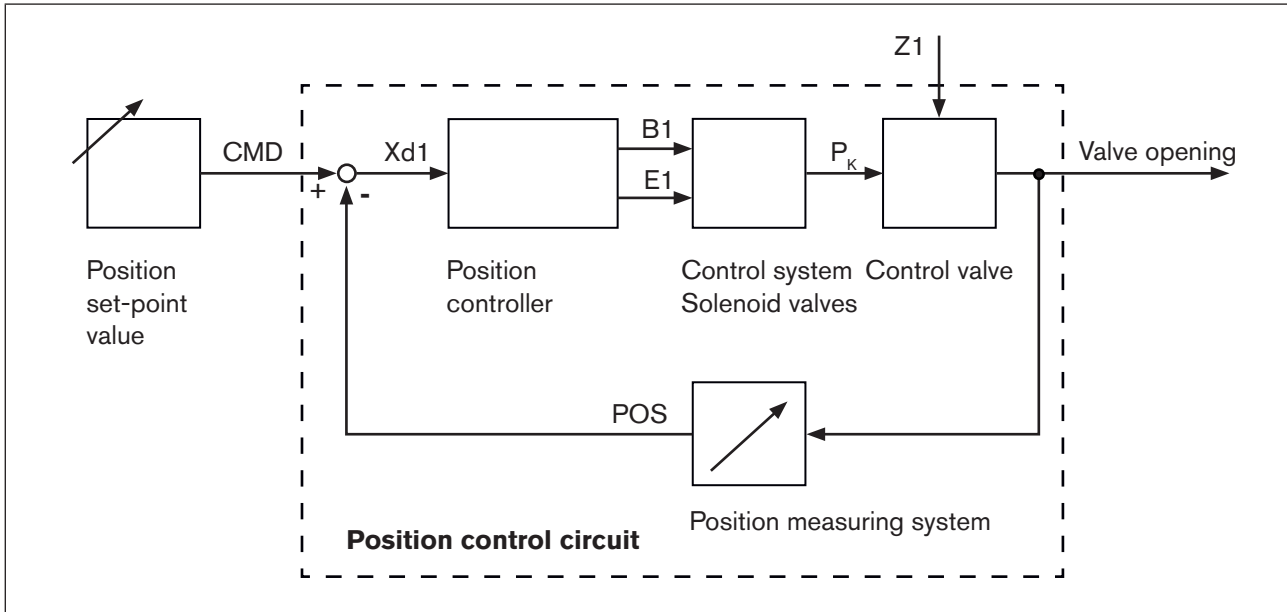 Z1
CMD
Xd1
B1
E1
PK
Valve opening
+
-
Position
set-point
value
Position
controller
Control system
Solenoid valves
Control valve
POS
Position measuring system
Position control circuit